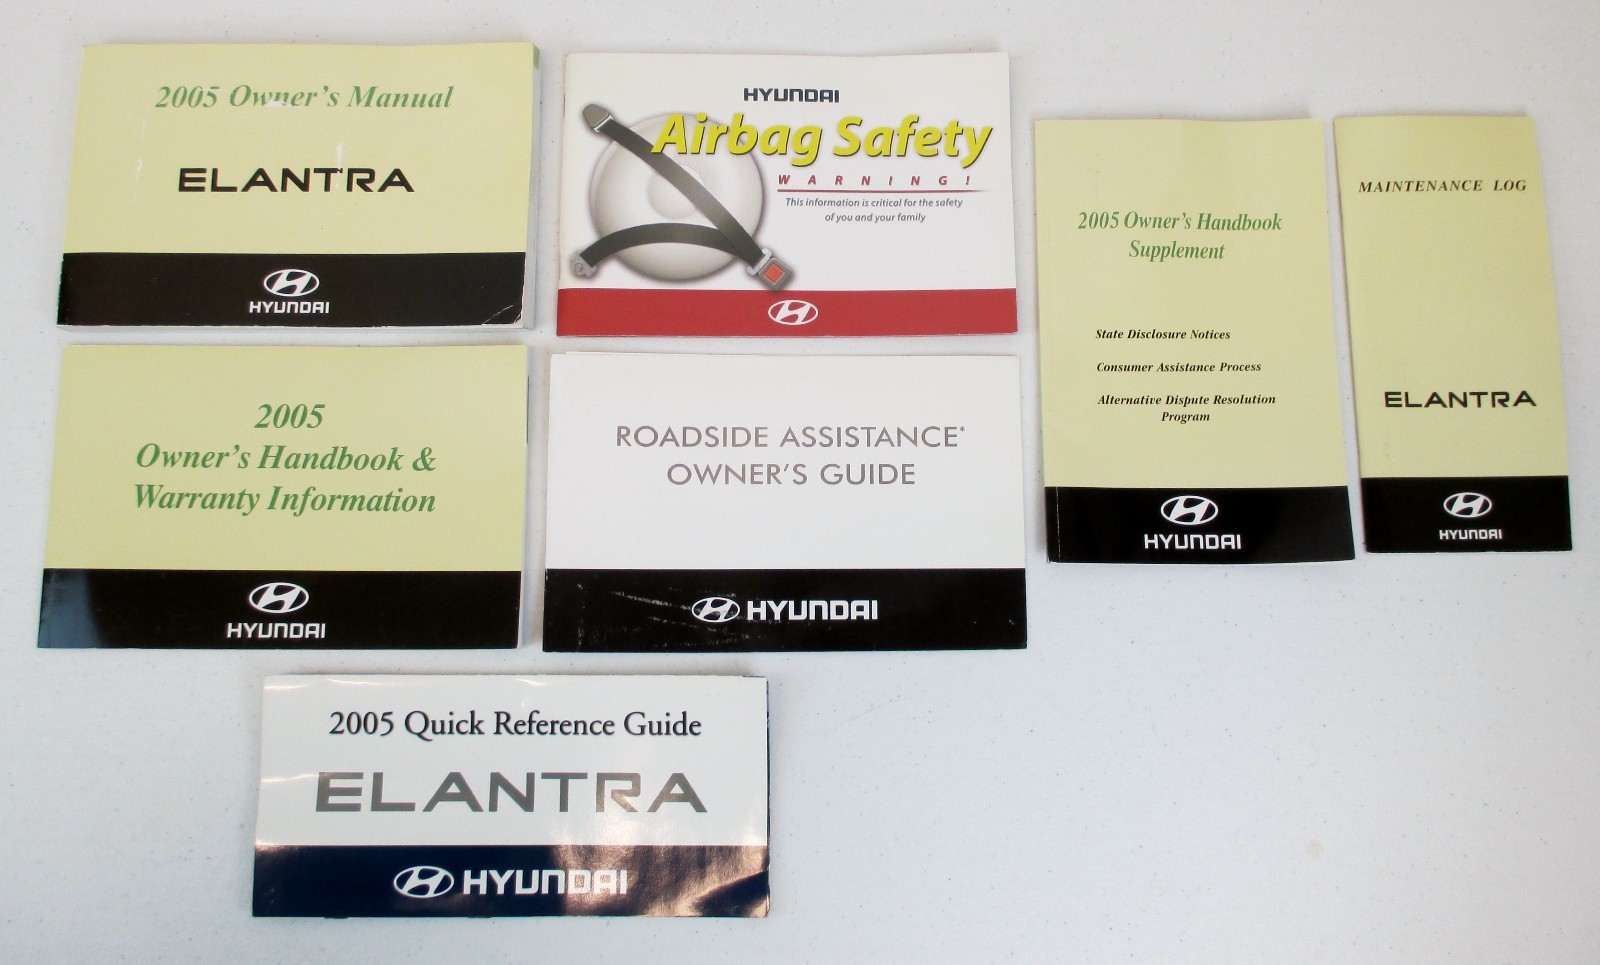 2005 Owner's Manual
ELANTRA
HYUNDAI
HYUNDAI
Airbag Safety
WARNING!
This information is critical for the safety
of you and your family
2005 Owner's Handbook
Supplement
State Disclosure Notices
Consumer Assistance Process
Alternative Dispute Resolution
Program
HYUNDAI
MAINTENANCE LOG
ELANTRA
HYUNDAI
2005
Owner's Handbook &
Warranty Information
HYUNDAI
ROADSIDE ASSISTANCE*
OWNER'S GUIDE
HYUNDAI
2005 Quick Reference Guide
ELANTRA
HYUNDAI